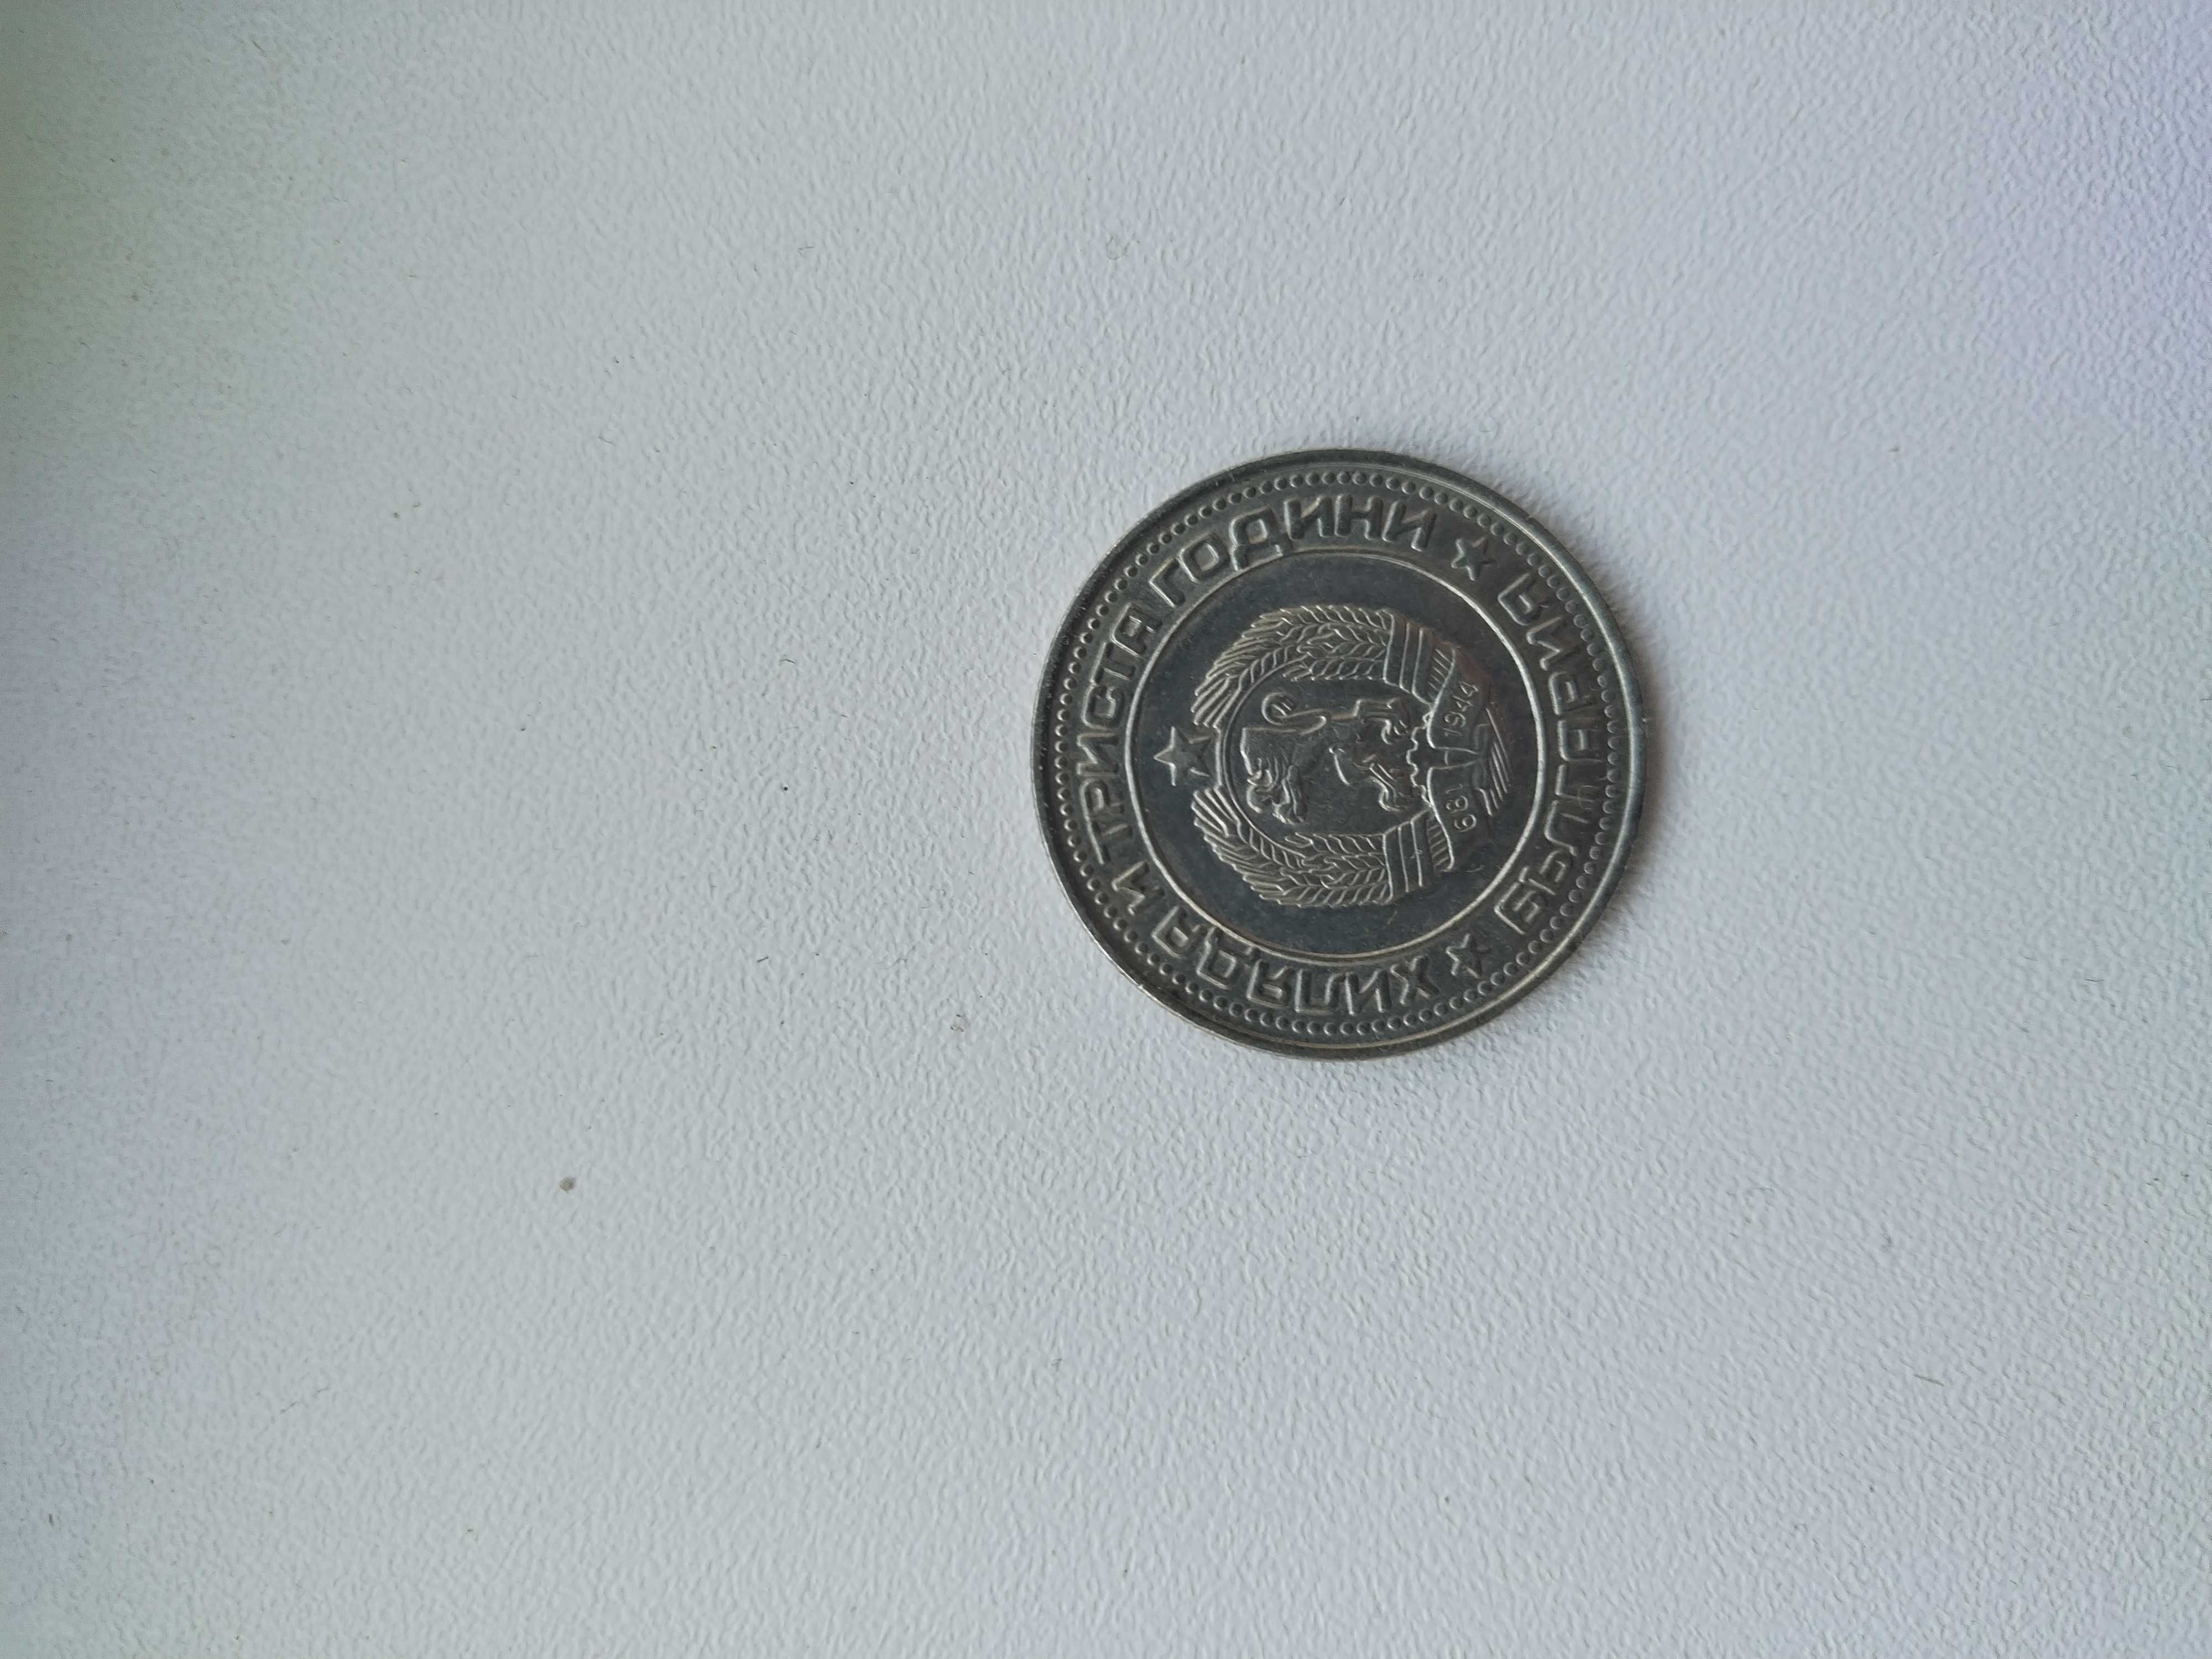 ХИЛЯДА И ТРИСТА ГОДИНИ
БЪЛГАРИЯ
681 1944